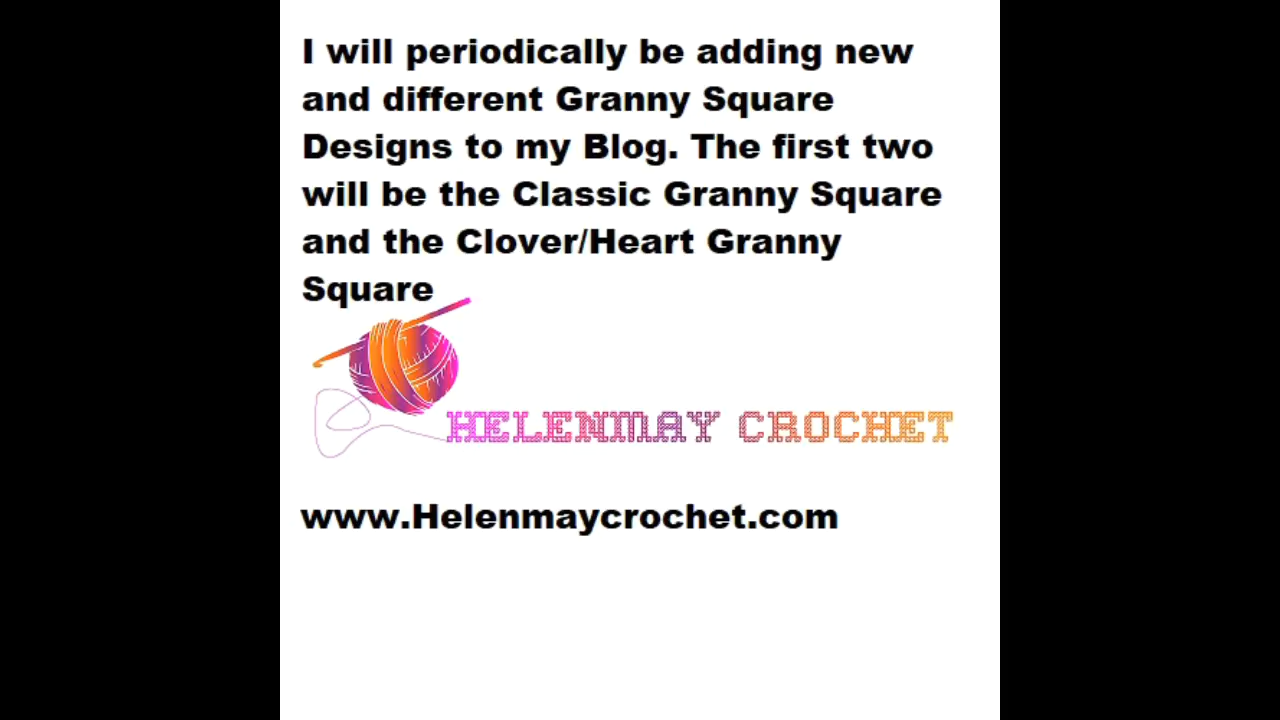 I will periodically be adding new
and different Granny Square
Designs to my Blog. The first two
will be the Classic Granny Square
and the Clover/Heart Granny
Square
HELENMAY CROCHET
www.Helenmaycrochet.com